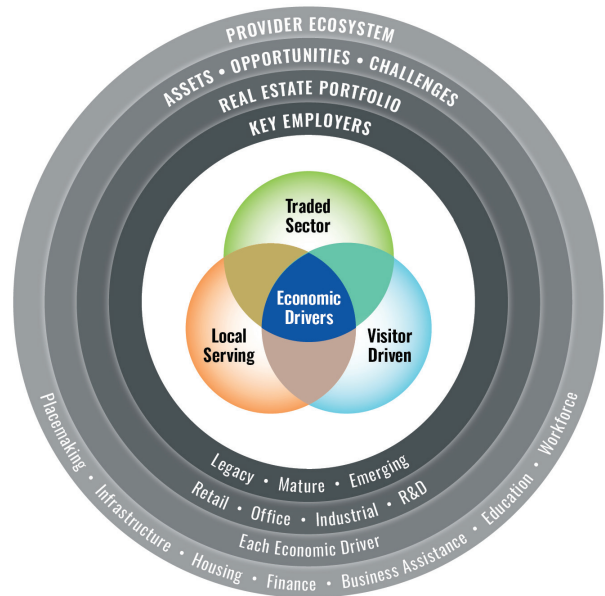 PROVIDER ECOSYSTEM
ASSETS • OPPORTUNITIES • CHALLENGES
REAL ESTATE PORTFOLIO
KEY EMPLOYERS
Traded
Sector
Economic
Drivers
Local
Serving
Visitor
Driven
Legacy • Mature • Emerging
Retail • Office • Industrial • R&D
Each Economic Driver
Placemaking • Infrastructure • Housing • Finance • Business Assistance • Education • Workforce